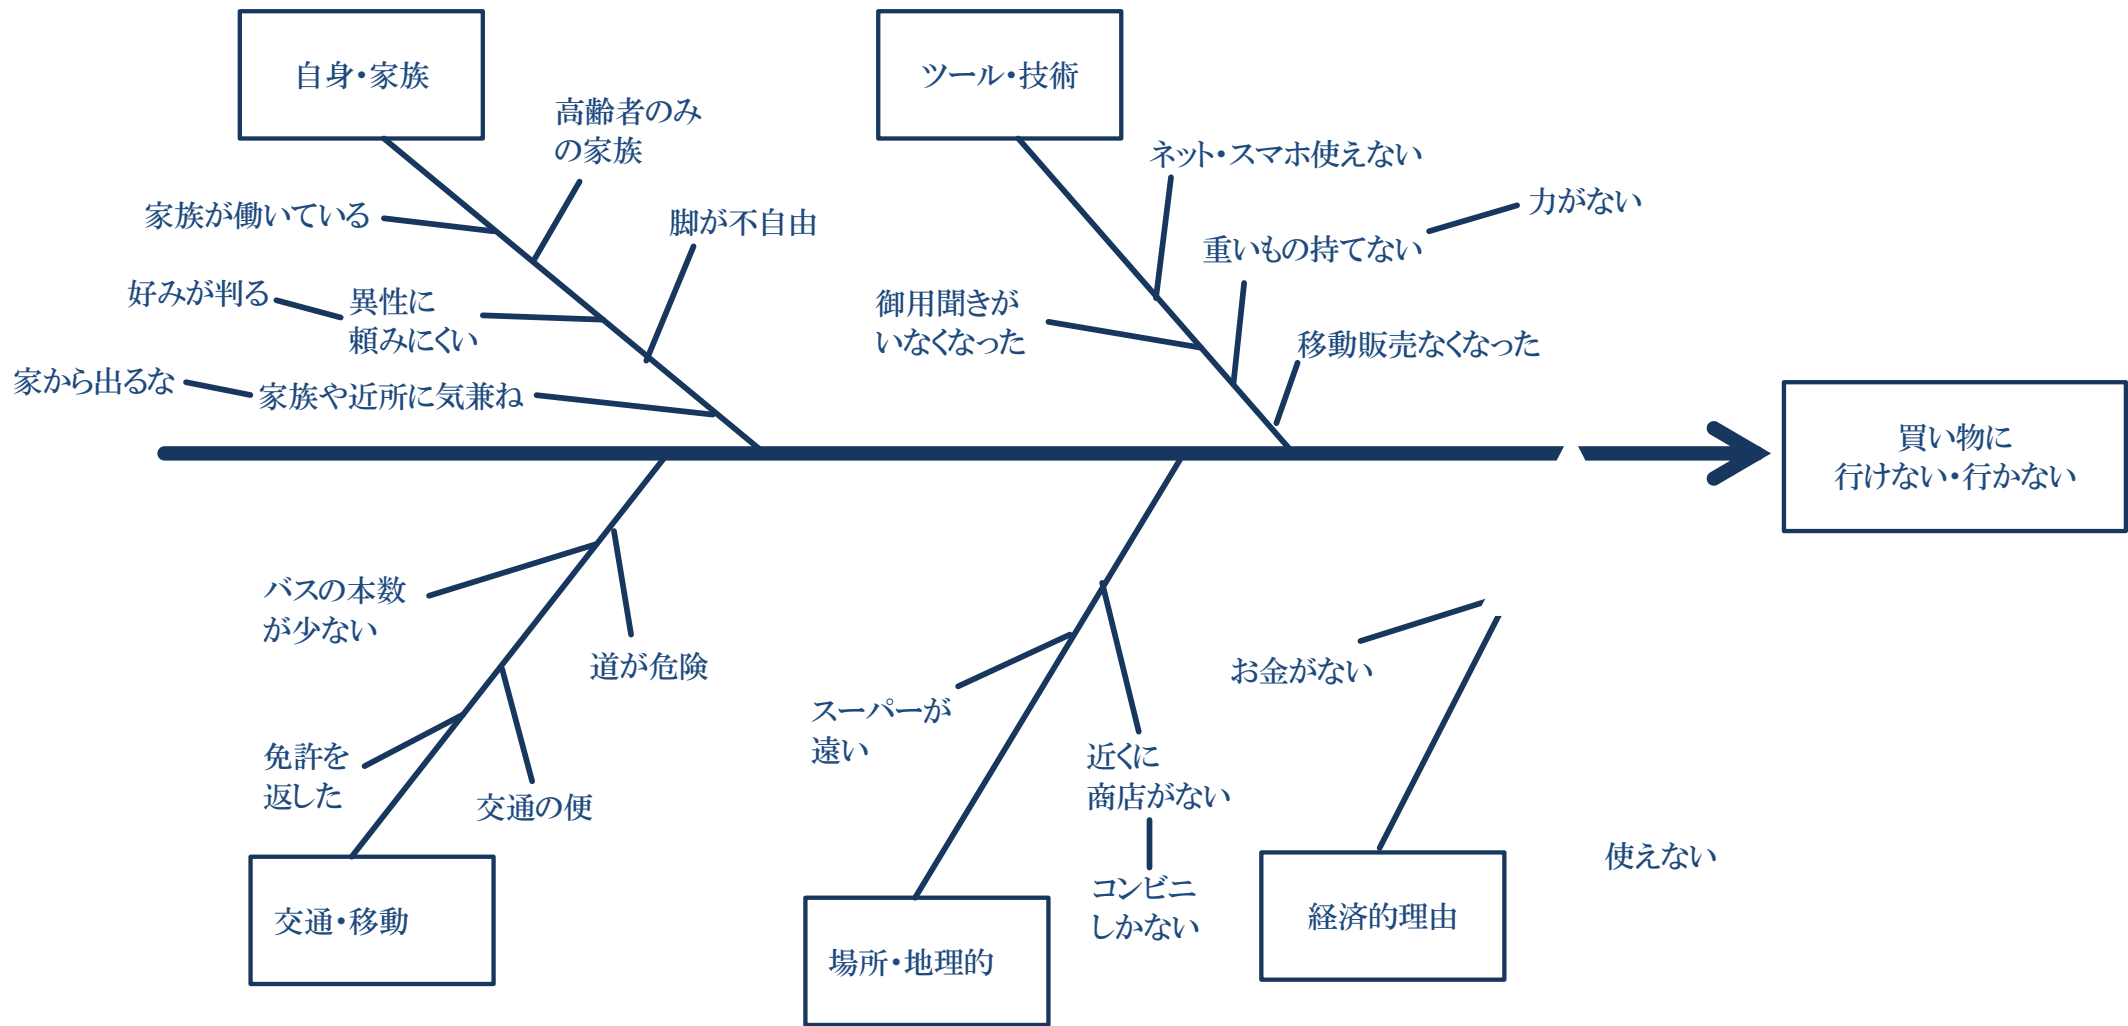 自身・家族
ツール・技術
高齢者のみ
の家族
ネット・スマホ使えない
家族が働いている
脚が不自由
力がない
重いもの持てない
好みが判る
異性に
頼みにくい
御用聞きが
いなくなった
移動販売なくなった
家から出るな
家族や近所に気兼ね
買い物に
行けない・行かない
バスの本数
が少ない
道が危険
お金がない
スーパーが
遠い
免許を
返した
交通の便
近くに
商店がない
使えない
コンビニ
しかない
交通・移動
場所・地理的
経済的理由